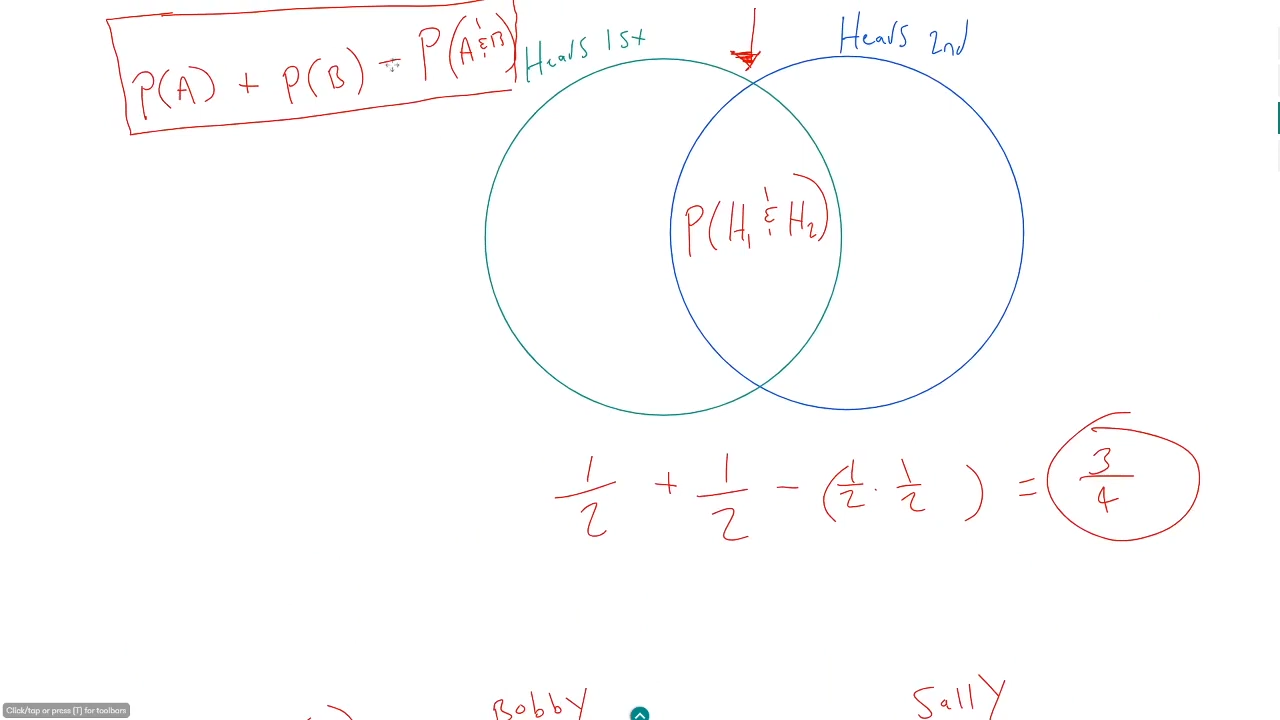 P(A) + P(B) - P(A & B)
Heads 1st
Heads 2nd
P(H₁ & H₂)
1/2 + 1/2 - (1/2 · 1/2) = 3/4
Bobby
Sally
Click/tap or press [T] for toolbars